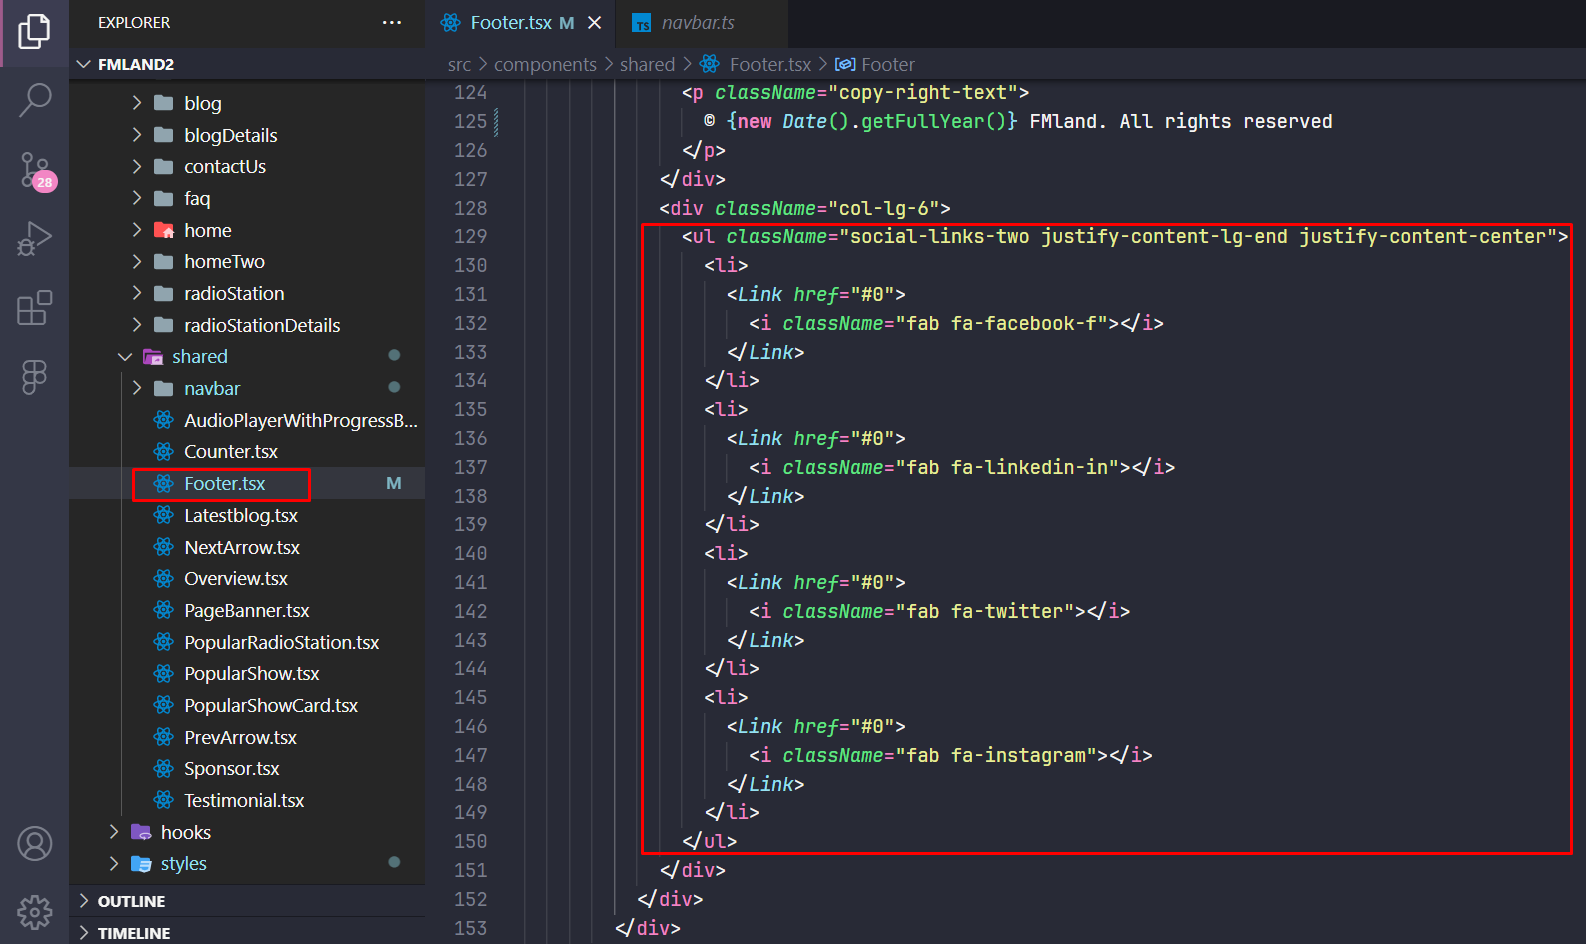 EXPLORER
FMLAND2
blog
blogDetails
contactUs
faq
home
homeTwo
radioStation
radioStationDetails
shared
navbar
AudioPlayerWithProgressB...
Counter.tsx
Footer.tsx M
Latestblog.tsx
NextArrow.tsx
Overview.tsx
PageBanner.tsx
PopularRadioStation.tsx
PopularShow.tsx
PopularShowCard.tsx
PrevArrow.tsx
Sponsor.tsx
Testimonial.tsx
hooks
styles
OUTLINE
TIMELINE
28
Footer.tsx M
TS navbar.ts
src > components > shared > Footer.tsx > Footer
124 <p className="copy-right-text">
125 © {new Date().getFullYear()} FMland. All rights reserved
126 </p>
127 </div>
128 <div className="col-lg-6">
129 <ul className="social-links-two justify-content-lg-end justify-content-center">
130 <li>
131 <Link href="#0">
132 <i className="fab fa-facebook-f"></i>
133 </Link>
134 </li>
135 <li>
136 <Link href="#0">
137 <i className="fab fa-linkedin-in"></i>
138 </Link>
139 </li>
140 <li>
141 <Link href="#0">
142 <i className="fab fa-twitter"></i>
143 </Link>
144 </li>
145 <li>
146 <Link href="#0">
147 <i className="fab fa-instagram"></i>
148 </Link>
149 </li>
150 </ul>
151 </div>
152 </div>
153 </div>